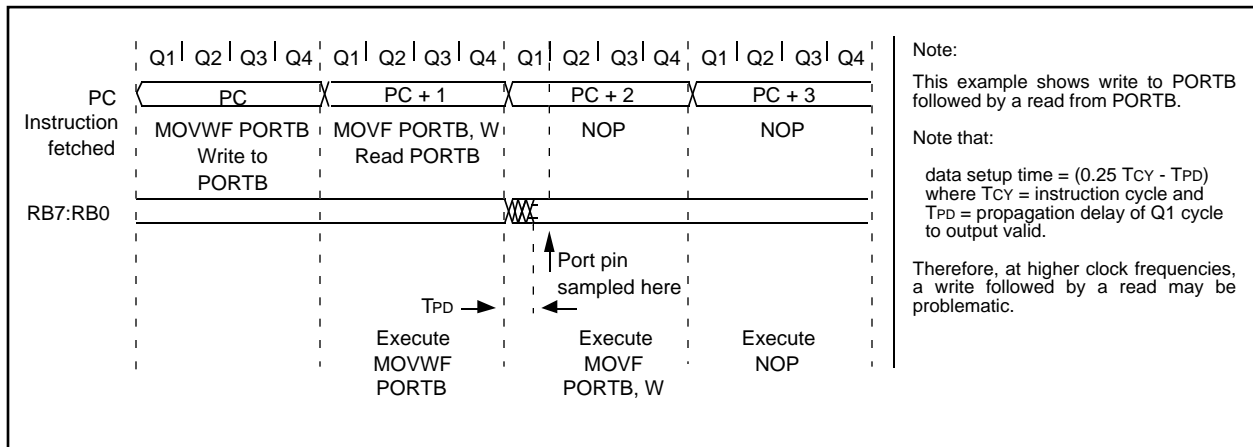 Q1 Q2 Q3 Q4 Q1 Q2 Q3 Q4 Q1 Q2 Q3 Q4 Q1 Q2 Q3 Q4
PC PC PC + 1 PC + 2 PC + 3
Instruction
fetched
MOVWF PORTB
Write to
PORTB
MOVF PORTB, W
Read PORTB
NOP
NOP
RB7:RB0
Port pin
sampled here
TPD
Execute
MOVWF
PORTB
Execute
MOVF
PORTB, W
Execute
NOP
Note:
This example shows write to PORTB
followed by a read from PORTB.
Note that:
data setup time = (0.25 TCY - TPD)
where TCY = instruction cycle and
TPD = propagation delay of Q1 cycle
to output valid.
Therefore, at higher clock frequencies,
a write followed by a read may be
problematic.